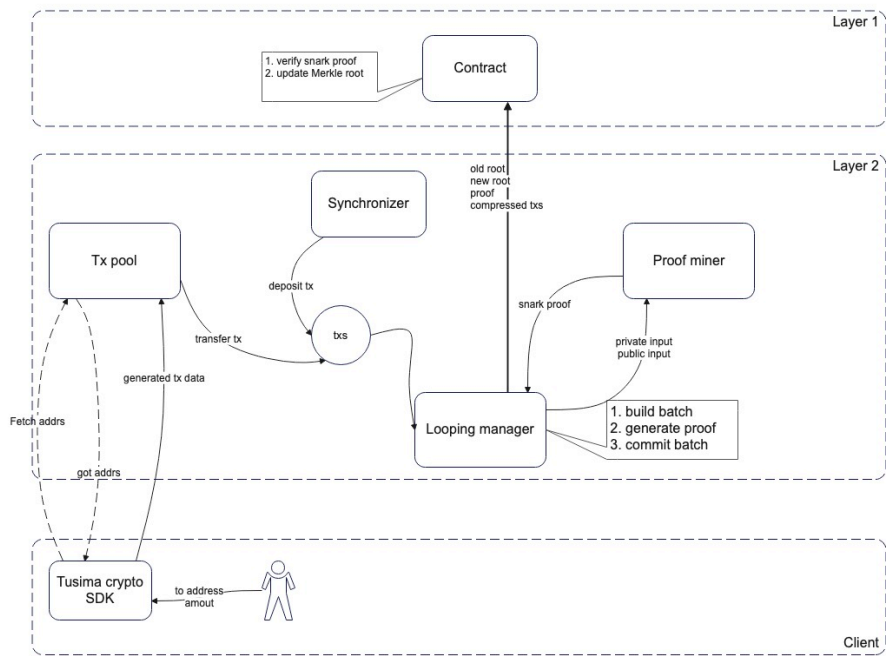 Layer 1
1. verify snark proof
2. update Merkle root
Contract
Layer 2
old root
new root
proof
compressed txs
Synchronizer
Tx pool
Proof miner
deposit tx
snark proof
transfer tx
txs
private input
public input
generated tx data
Looping manager
1. build batch
2. generate proof
3. commit batch
Fetch addrs
got addrs
Tusima crypto
SDK
to address
amout
Client